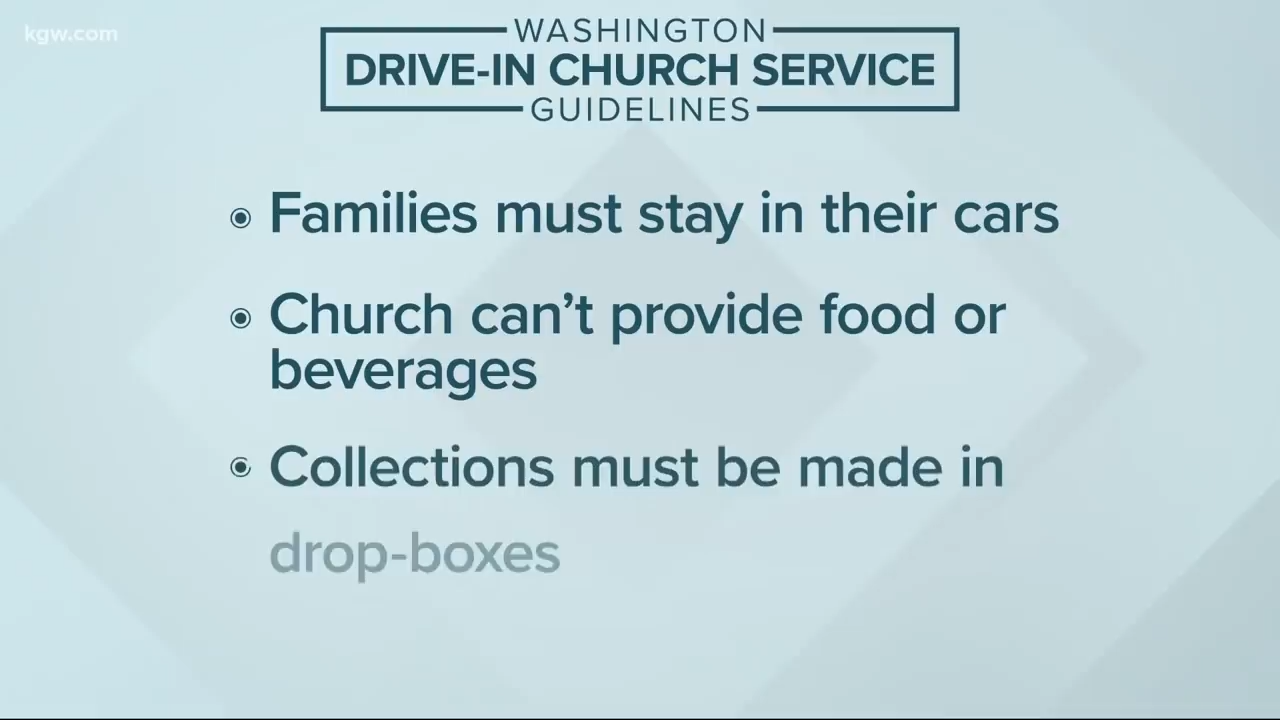 kgw.com
WASHINGTON
DRIVE-IN CHURCH SERVICE
GUIDELINES
Families must stay in their cars
Church can’t provide food or
beverages
Collections must be made in
drop-boxes